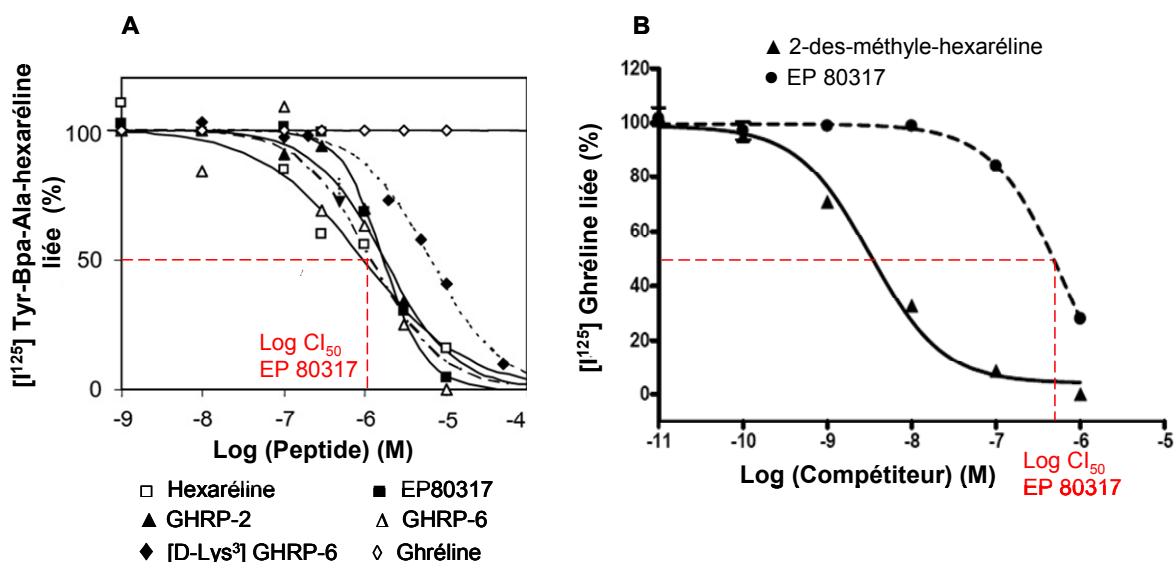 A
[I¹²⁵] Tyr-Bpa-Ala-hexaréline
liée (%)
100
50
0
Log CI₅₀
EP 80317
-9 -8 -7 -6 -5 -4
Log (Peptide) (M)
Hexaréline
EP80317
GHRP-2
GHRP-6
[D-Lys³] GHRP-6
Ghréline
B
2-des-méthyle-hexaréline
EP 80317
[I¹²⁵] Ghréline liée (%)
120
100
80
60
40
20
0
-11 -10 -9 -8 -7 -6 -5
Log (Compétiteur) (M)
Log CI₅₀
EP 80317